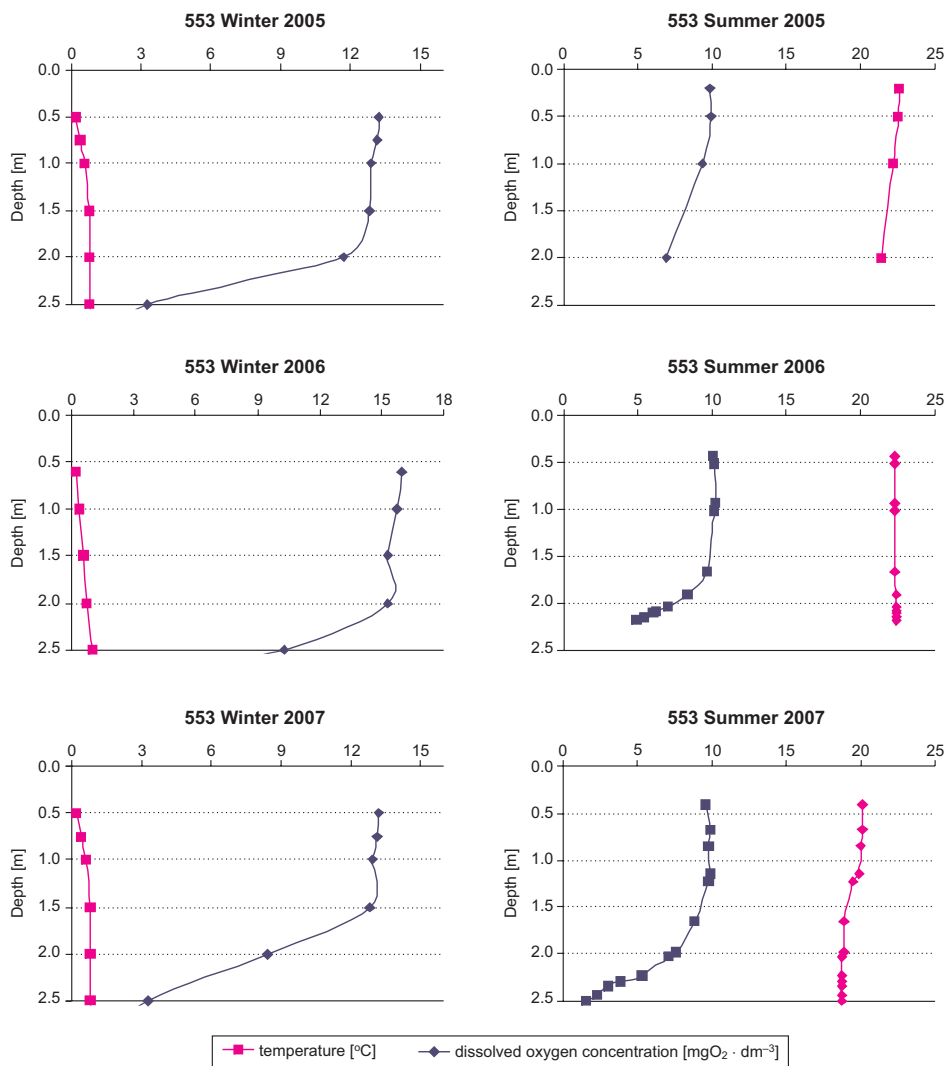 553 Winter 2005
0 3 6 9 12 15
0.0
0.5
1.0
1.5
2.0
2.5
Depth [m]
553 Summer 2005
0 5 10 15 20 25
0.0
0.5
1.0
1.5
2.0
2.5
Depth [m]
553 Winter 2006
0 3 6 9 12 15 18
0.0
0.5
1.0
1.5
2.0
2.5
Depth [m]
553 Summer 2006
0 5 10 15 20 25
0.0
0.5
1.0
1.5
2.0
2.5
Depth [m]
553 Winter 2007
0 3 6 9 12 15
0.0
0.5
1.0
1.5
2.0
2.5
Depth [m]
553 Summer 2007
0 5 10 15 20 25
0.0
0.5
1.0
1.5
2.0
2.5
Depth [m]
temperature [°C] dissolved oxygen concentration [mgO₂ · dm⁻³]